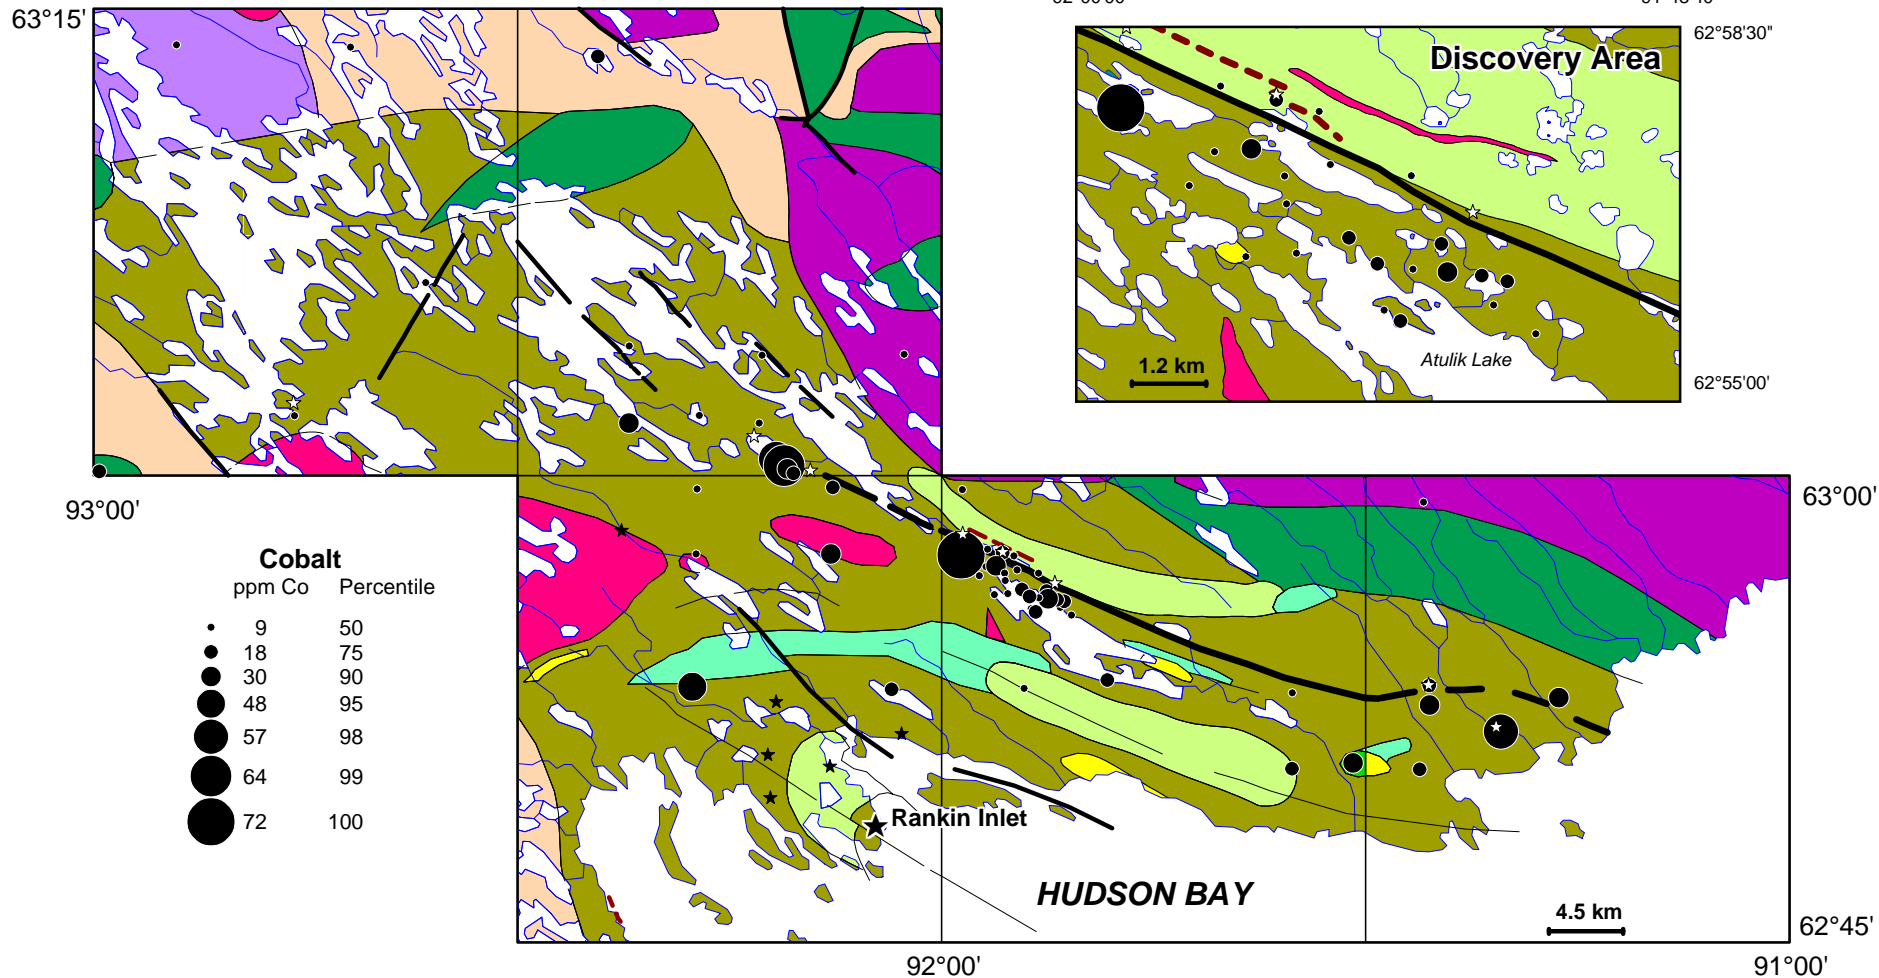 63°15'
62°58'30"
Discovery Area
1.2 km
Atulik Lake
62°55'00'
93°00'
63°00'
Cobalt
ppm Co Percentile
9 50
18 75
30 90
48 95
57 98
64 99
72 100
Rankin Inlet
HUDSON BAY
4.5 km
62°45'
92°00'
91°00'